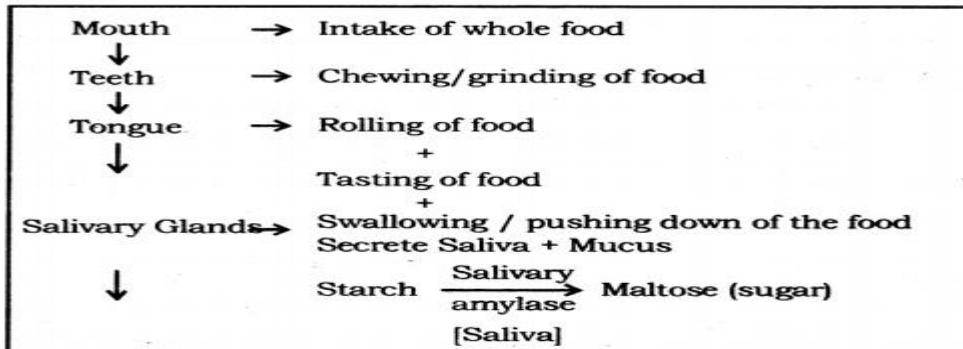 Mouth → Intake of whole food
↓
Teeth → Chewing/grinding of food
↓
Tongue → Rolling of food
+
↓
Tasting of food
+
Salivary Glands → Swallowing / pushing down of the food
Secrete Saliva + Mucus
Salivary
↓ Starch → Maltose (sugar)
amylase
[Saliva]